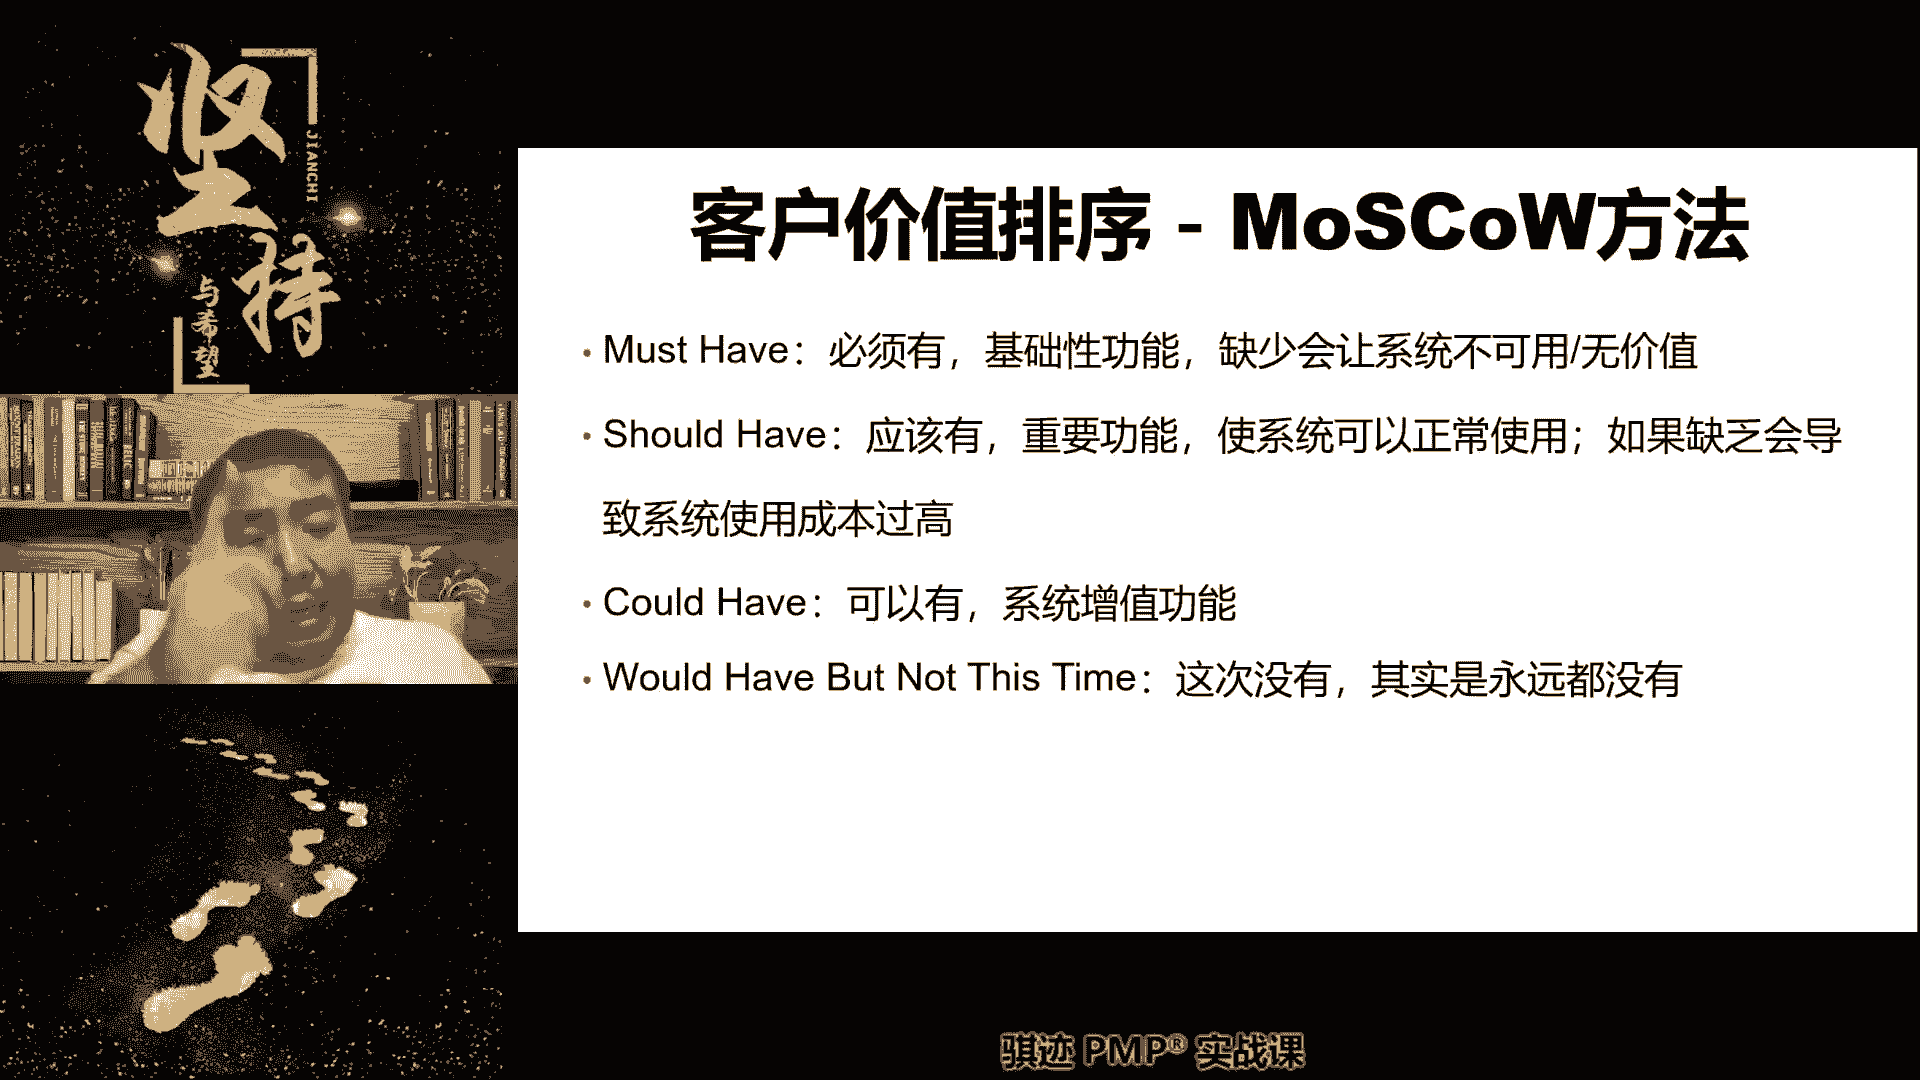 坚持
JIANCHI
与希望
客户价值排序 - MoSCoW方法
• Must Have：必须有，基础性功能，缺少会让系统不可用/无价值
• Should Have：应该有，重要功能，使系统可以正常使用；如果缺乏会导
致系统使用成本过高
• Could Have：可以有，系统增值功能
• Would Have But Not This Time：这次没有，其实是永远都没有
骐迹 PMP® 实战课